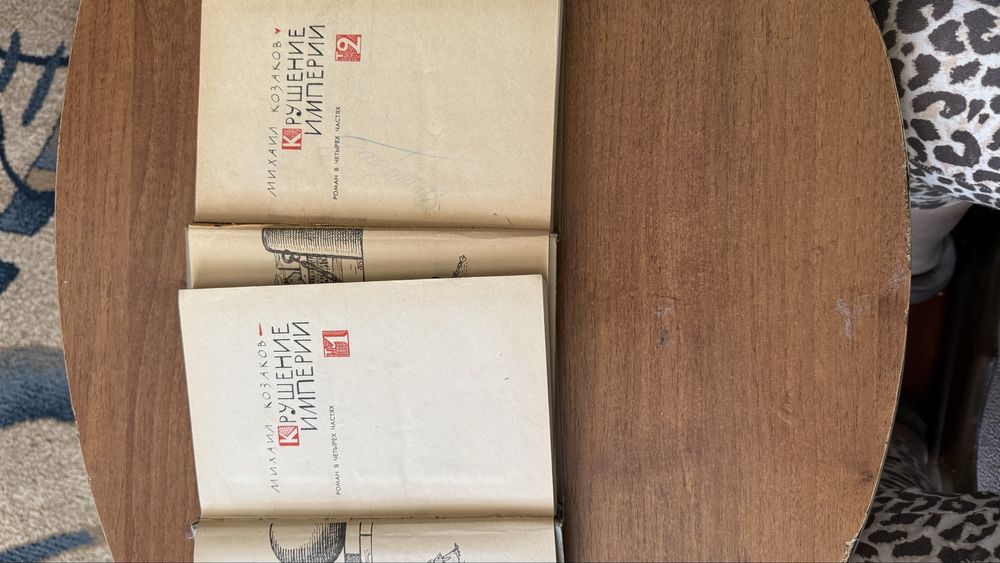 МИХАИЛ КОЗАКОВ
КРУШЕНИЕ
ИМПЕРИИ
Т 1
РОМАН В ЧЕТЫРЕХ ЧАСТЯХ
МИХАИЛ КОЗАКОВ
КРУШЕНИЕ
ИМПЕРИИ
Т 2
РОМАН В ЧЕТЫРЕХ ЧАСТЯХ